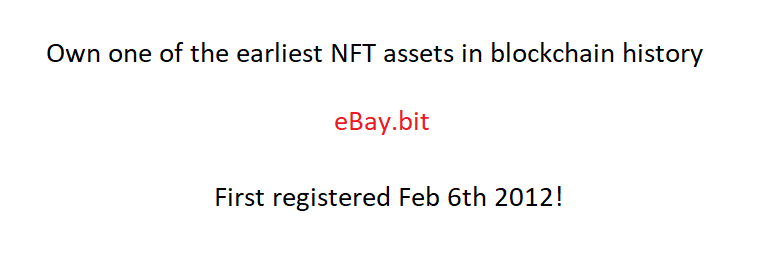 Own one of the earliest NFT assets in blockchain history
eBay.bit
First registered Feb 6th 2012!